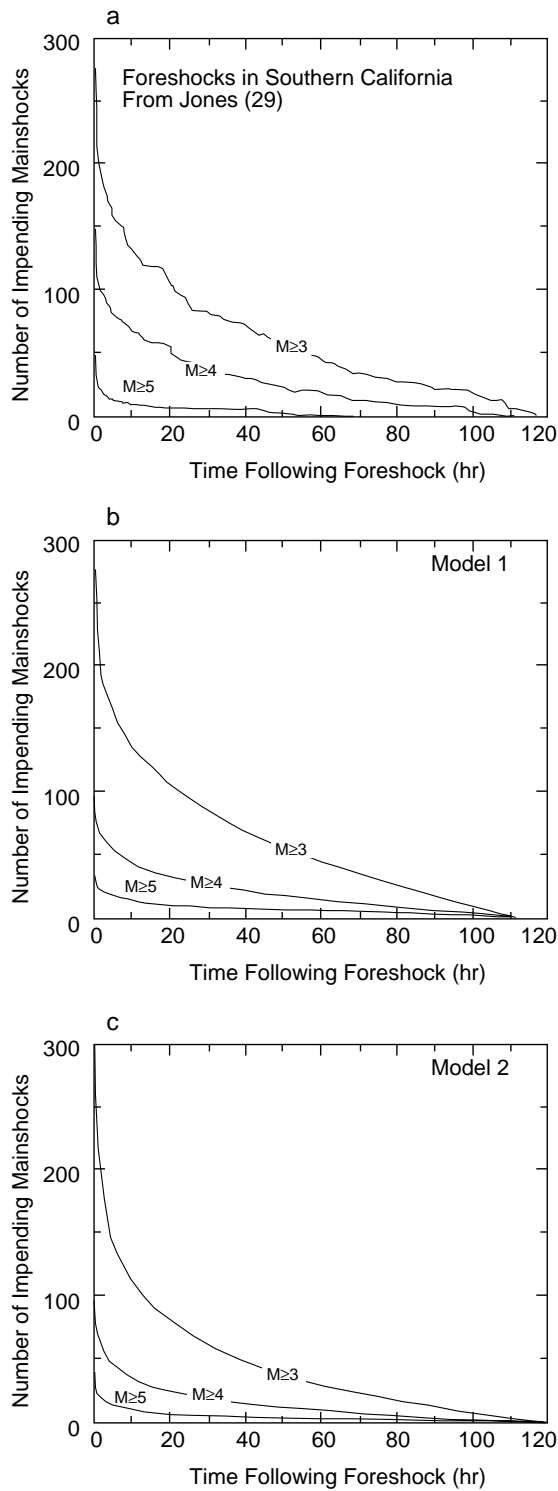 a
300
Foreshocks in Southern California
From Jones (29)
200
100
0
Number of Impending Mainshocks
M≥3
M≥4
M≥5
0 20 40 60 80 100 120
Time Following Foreshock (hr)
b
300
Model 1
200
100
0
Number of Impending Mainshocks
M≥3
M≥4
M≥5
0 20 40 60 80 100 120
Time Following Foreshock (hr)
c
300
Model 2
200
100
0
Number of Impending Mainshocks
M≥3
M≥4
M≥5
0 20 40 60 80 100 120
Time Following Foreshock (hr)